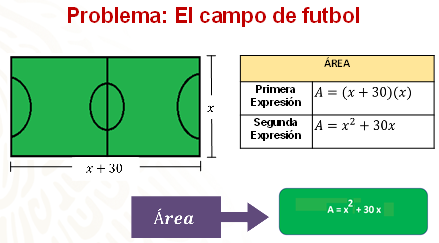 Problema: El campo de futbol
x
x + 30
ÁREA
Primera Expresión
A = (x + 30)(x)
Segunda Expresión
A = x² + 30x
Área
A = x² + 30 x